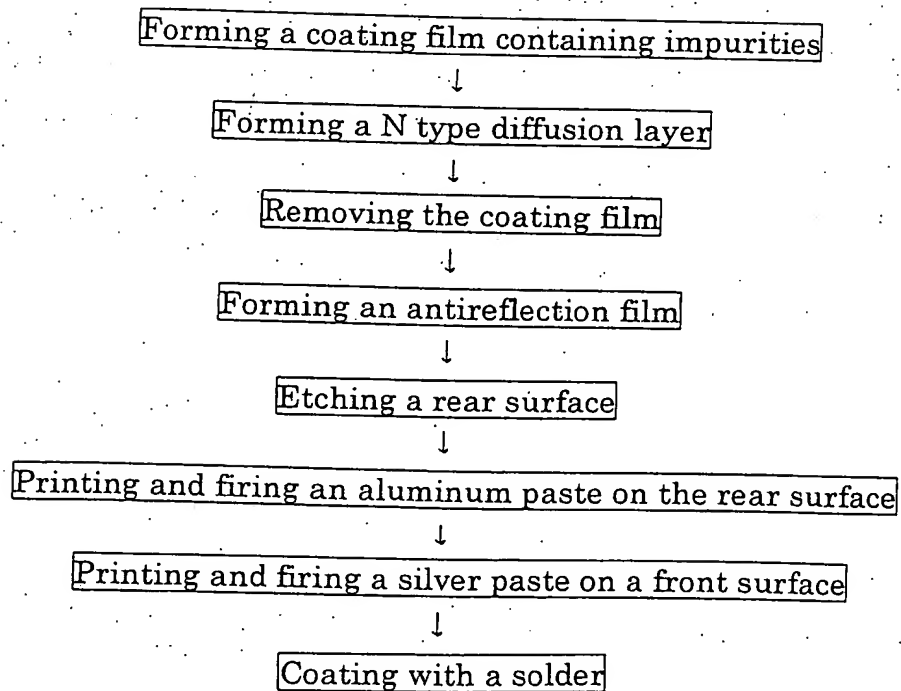 Forming a coating film containing impurities
↓
Forming a N type diffusion layer
↓
Removing the coating film
↓
Forming an antireflection film
↓
Etching a rear surface
↓
Printing and firing an aluminum paste on the rear surface
↓
Printing and firing a silver paste on a front surface
↓
Coating with a solder